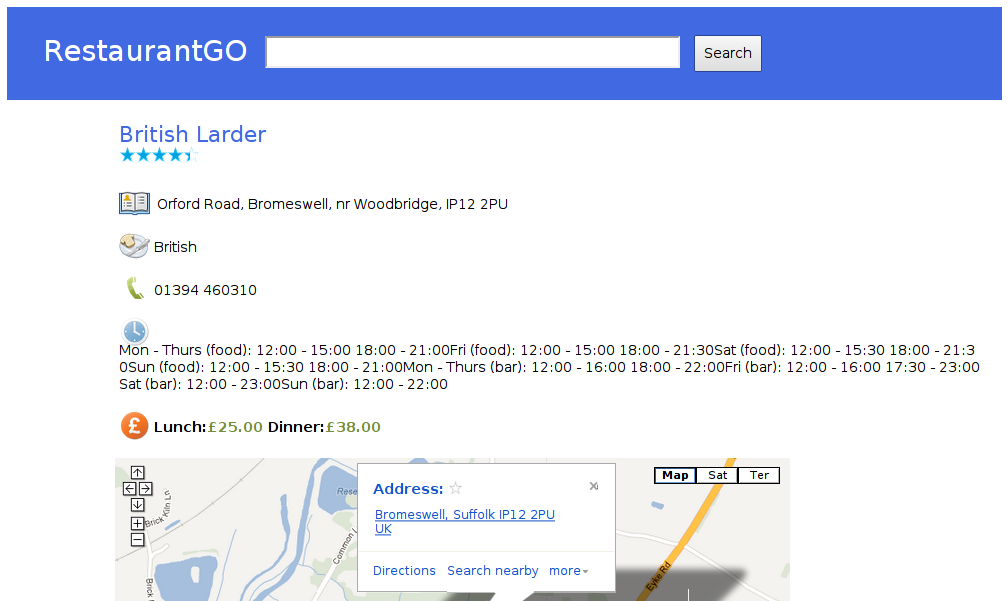 RestaurantGO
Search
British Larder
Orford Road, Bromeswell, nr Woodbridge, IP12 2PU
British
01394 460310
Mon - Thurs (food): 12:00 - 15:00 18:00 - 21:00Fri (food): 12:00 - 15:00 18:00 - 21:30Sat (food): 12:00 - 15:30 18:00 - 21:3
0Sun (food): 12:00 - 15:30 18:00 - 21:00Mon - Thurs (bar): 12:00 - 16:00 18:00 - 22:00Fri (bar): 12:00 - 16:00 17:30 - 23:00
Sat (bar): 12:00 - 23:00Sun (bar): 12:00 - 22:00
£ Lunch:£25.00 Dinner:£38.00
Map Sat Ter
Address:
Bromeswell, Suffolk IP12 2PU
UK
Directions Search nearby more
Brick Kiln Ln
Rese
Common L
Brick
Eyke Rd